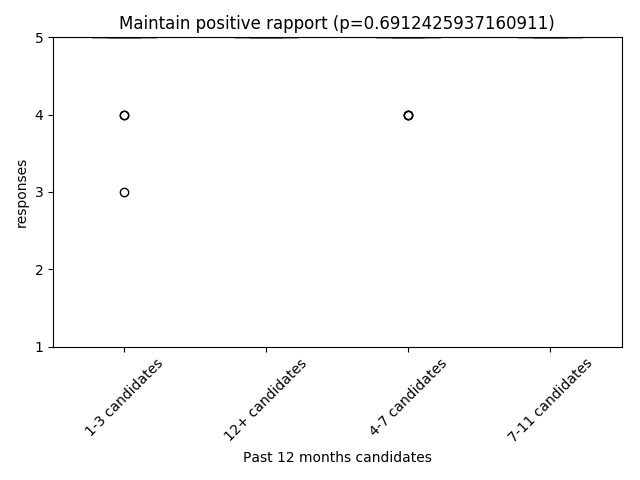 Maintain positive rapport (p=0.6912425937160911)
5
4
3
2
1
responses
1-3 candidates
12+ candidates
4-7 candidates
7-11 candidates
Past 12 months candidates